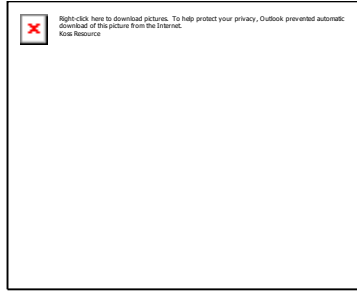 Right-click here to download pictures. To help protect your privacy, Outlook prevented automatic
download of this picture from the Internet.
Koss Resource